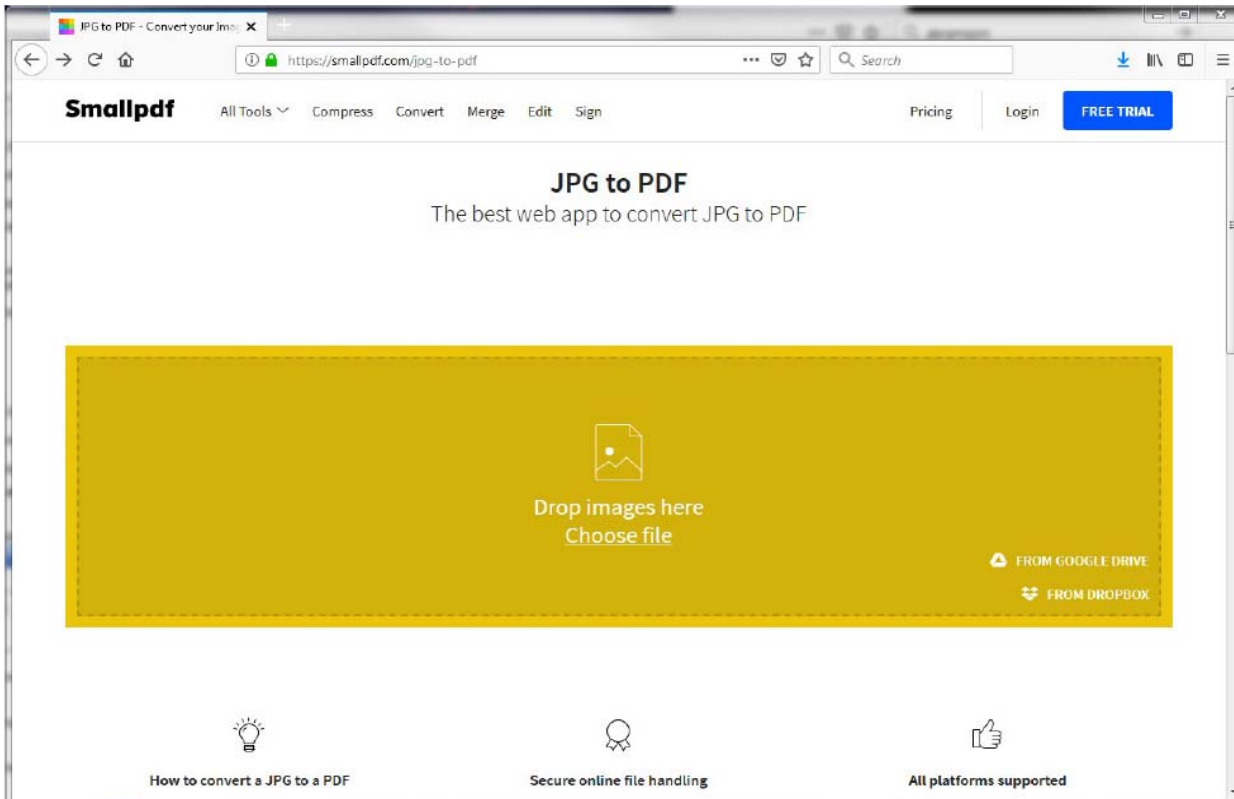 JPG to PDF - Convert your Imag
https://smallpdf.com/jpg-to-pdf
Search
Smallpdf All Tools Compress Convert Merge Edit Sign Pricing Login FREE TRIAL
JPG to PDF
The best web app to convert JPG to PDF
Drop images here
Choose file
FROM GOOGLE DRIVE
FROM DROPBOX
How to convert a JPG to a PDF Secure online file handling All platforms supported